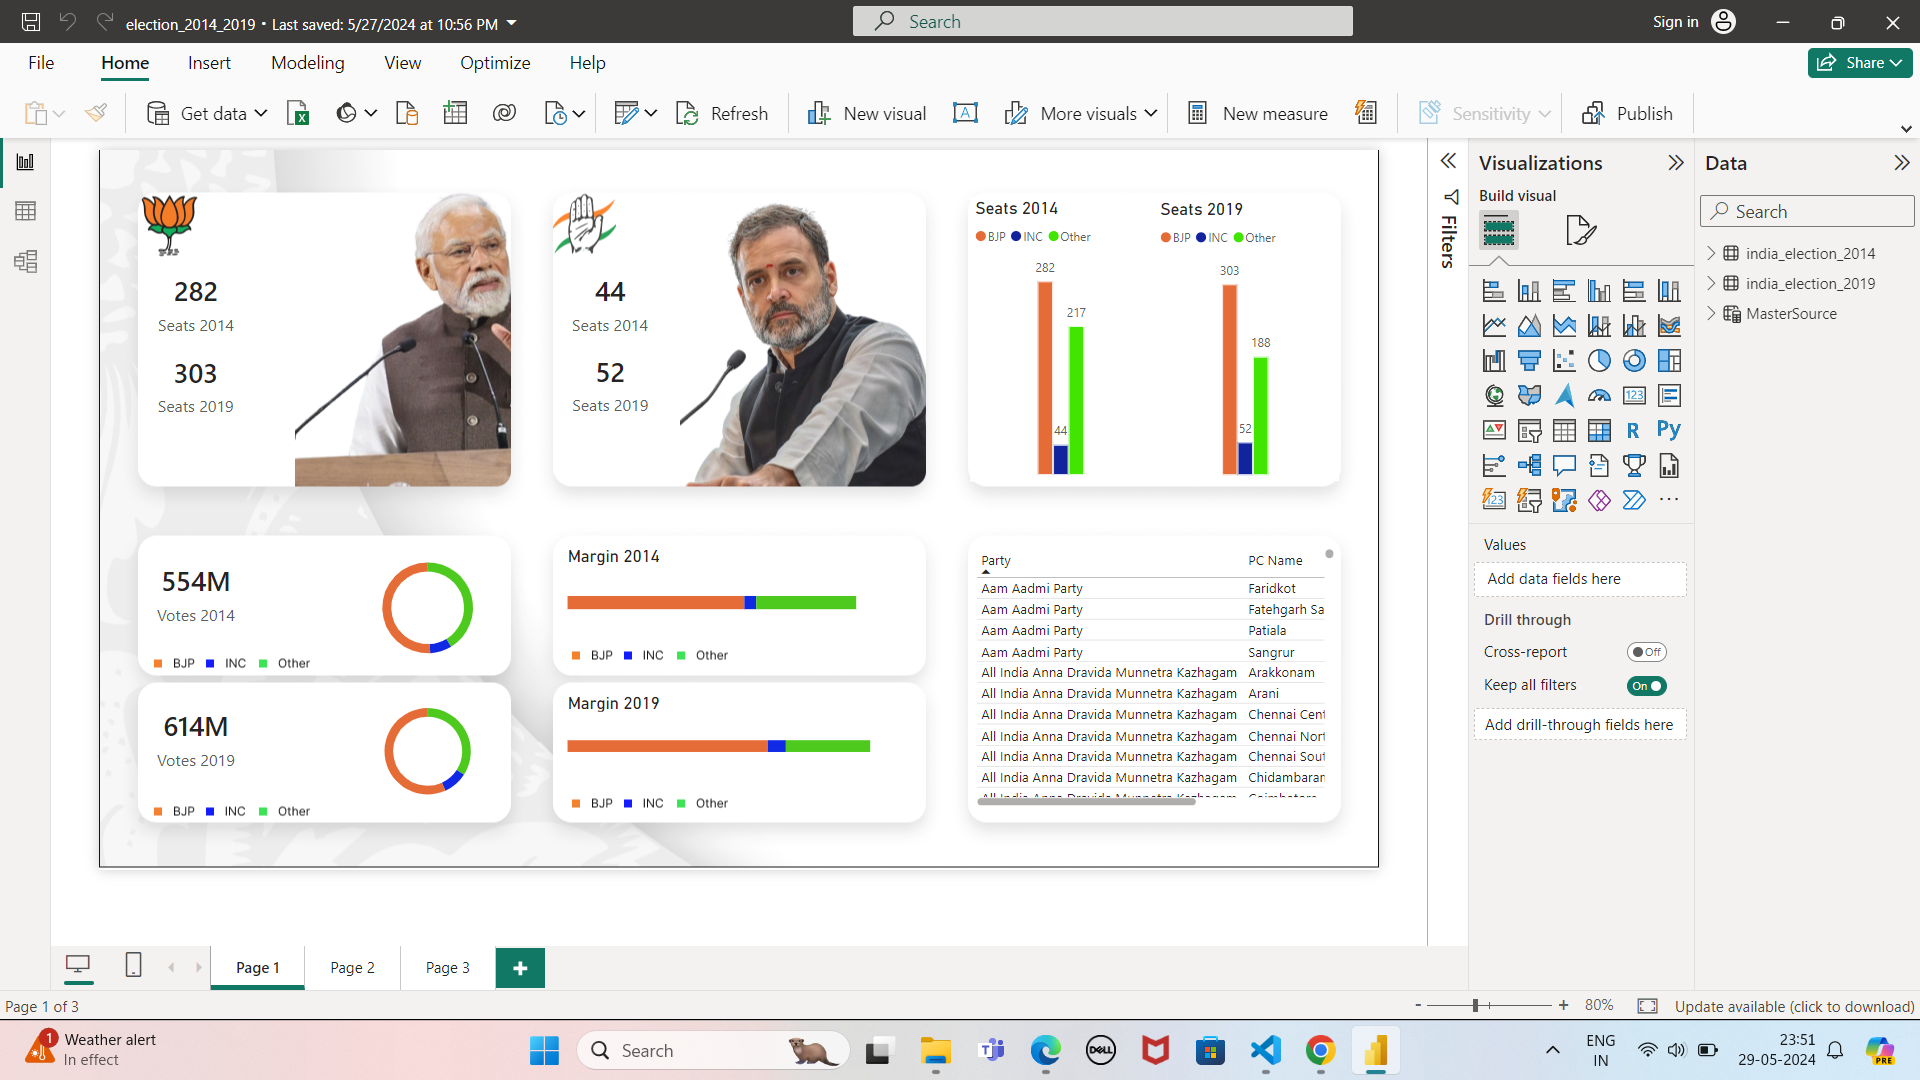 election_2014_2019 • Last saved: 5/27/2024 at 10:56 PM
Search
Sign in
File
Home
Insert
Modeling
View
Optimize
Help
Share
Get data
Refresh
New visual
More visuals
New measure
Sensitivity
Publish
282
Seats 2014
303
Seats 2019
44
Seats 2014
52
Seats 2019
Seats 2014
BJP INC Other
282
217
44
Seats 2019
BJP INC Other
303
188
52
554M
Votes 2014
BJP INC Other
614M
Votes 2019
BJP INC Other
Margin 2014
BJP INC Other
Margin 2019
BJP INC Other
Party PC Name
Aam Aadmi Party Faridkot
Aam Aadmi Party Fatehgarh Sa
Aam Aadmi Party Patiala
Aam Aadmi Party Sangrur
All India Anna Dravida Munnetra Kazhagam Arakkonam
All India Anna Dravida Munnetra Kazhagam Arani
All India Anna Dravida Munnetra Kazhagam Chennai Cent
All India Anna Dravida Munnetra Kazhagam Chennai Nort
All India Anna Dravida Munnetra Kazhagam Chennai Sout
All India Anna Dravida Munnetra Kazhagam Chidambaran
Filters
Visualizations
Build visual
123
R
Py
123
Values
Add data fields here
Drill through
Cross-report
Off
Keep all filters
On
Add drill-through fields here
Data
Search
india_election_2014
india_election_2019
MasterSource
Page 1
Page 2
Page 3
Page 1 of 3
- + 80%
Update available (click to download)
1
Weather alert
In effect
Search
DELL
ENG
IN
23:51
29-05-2024
PRE